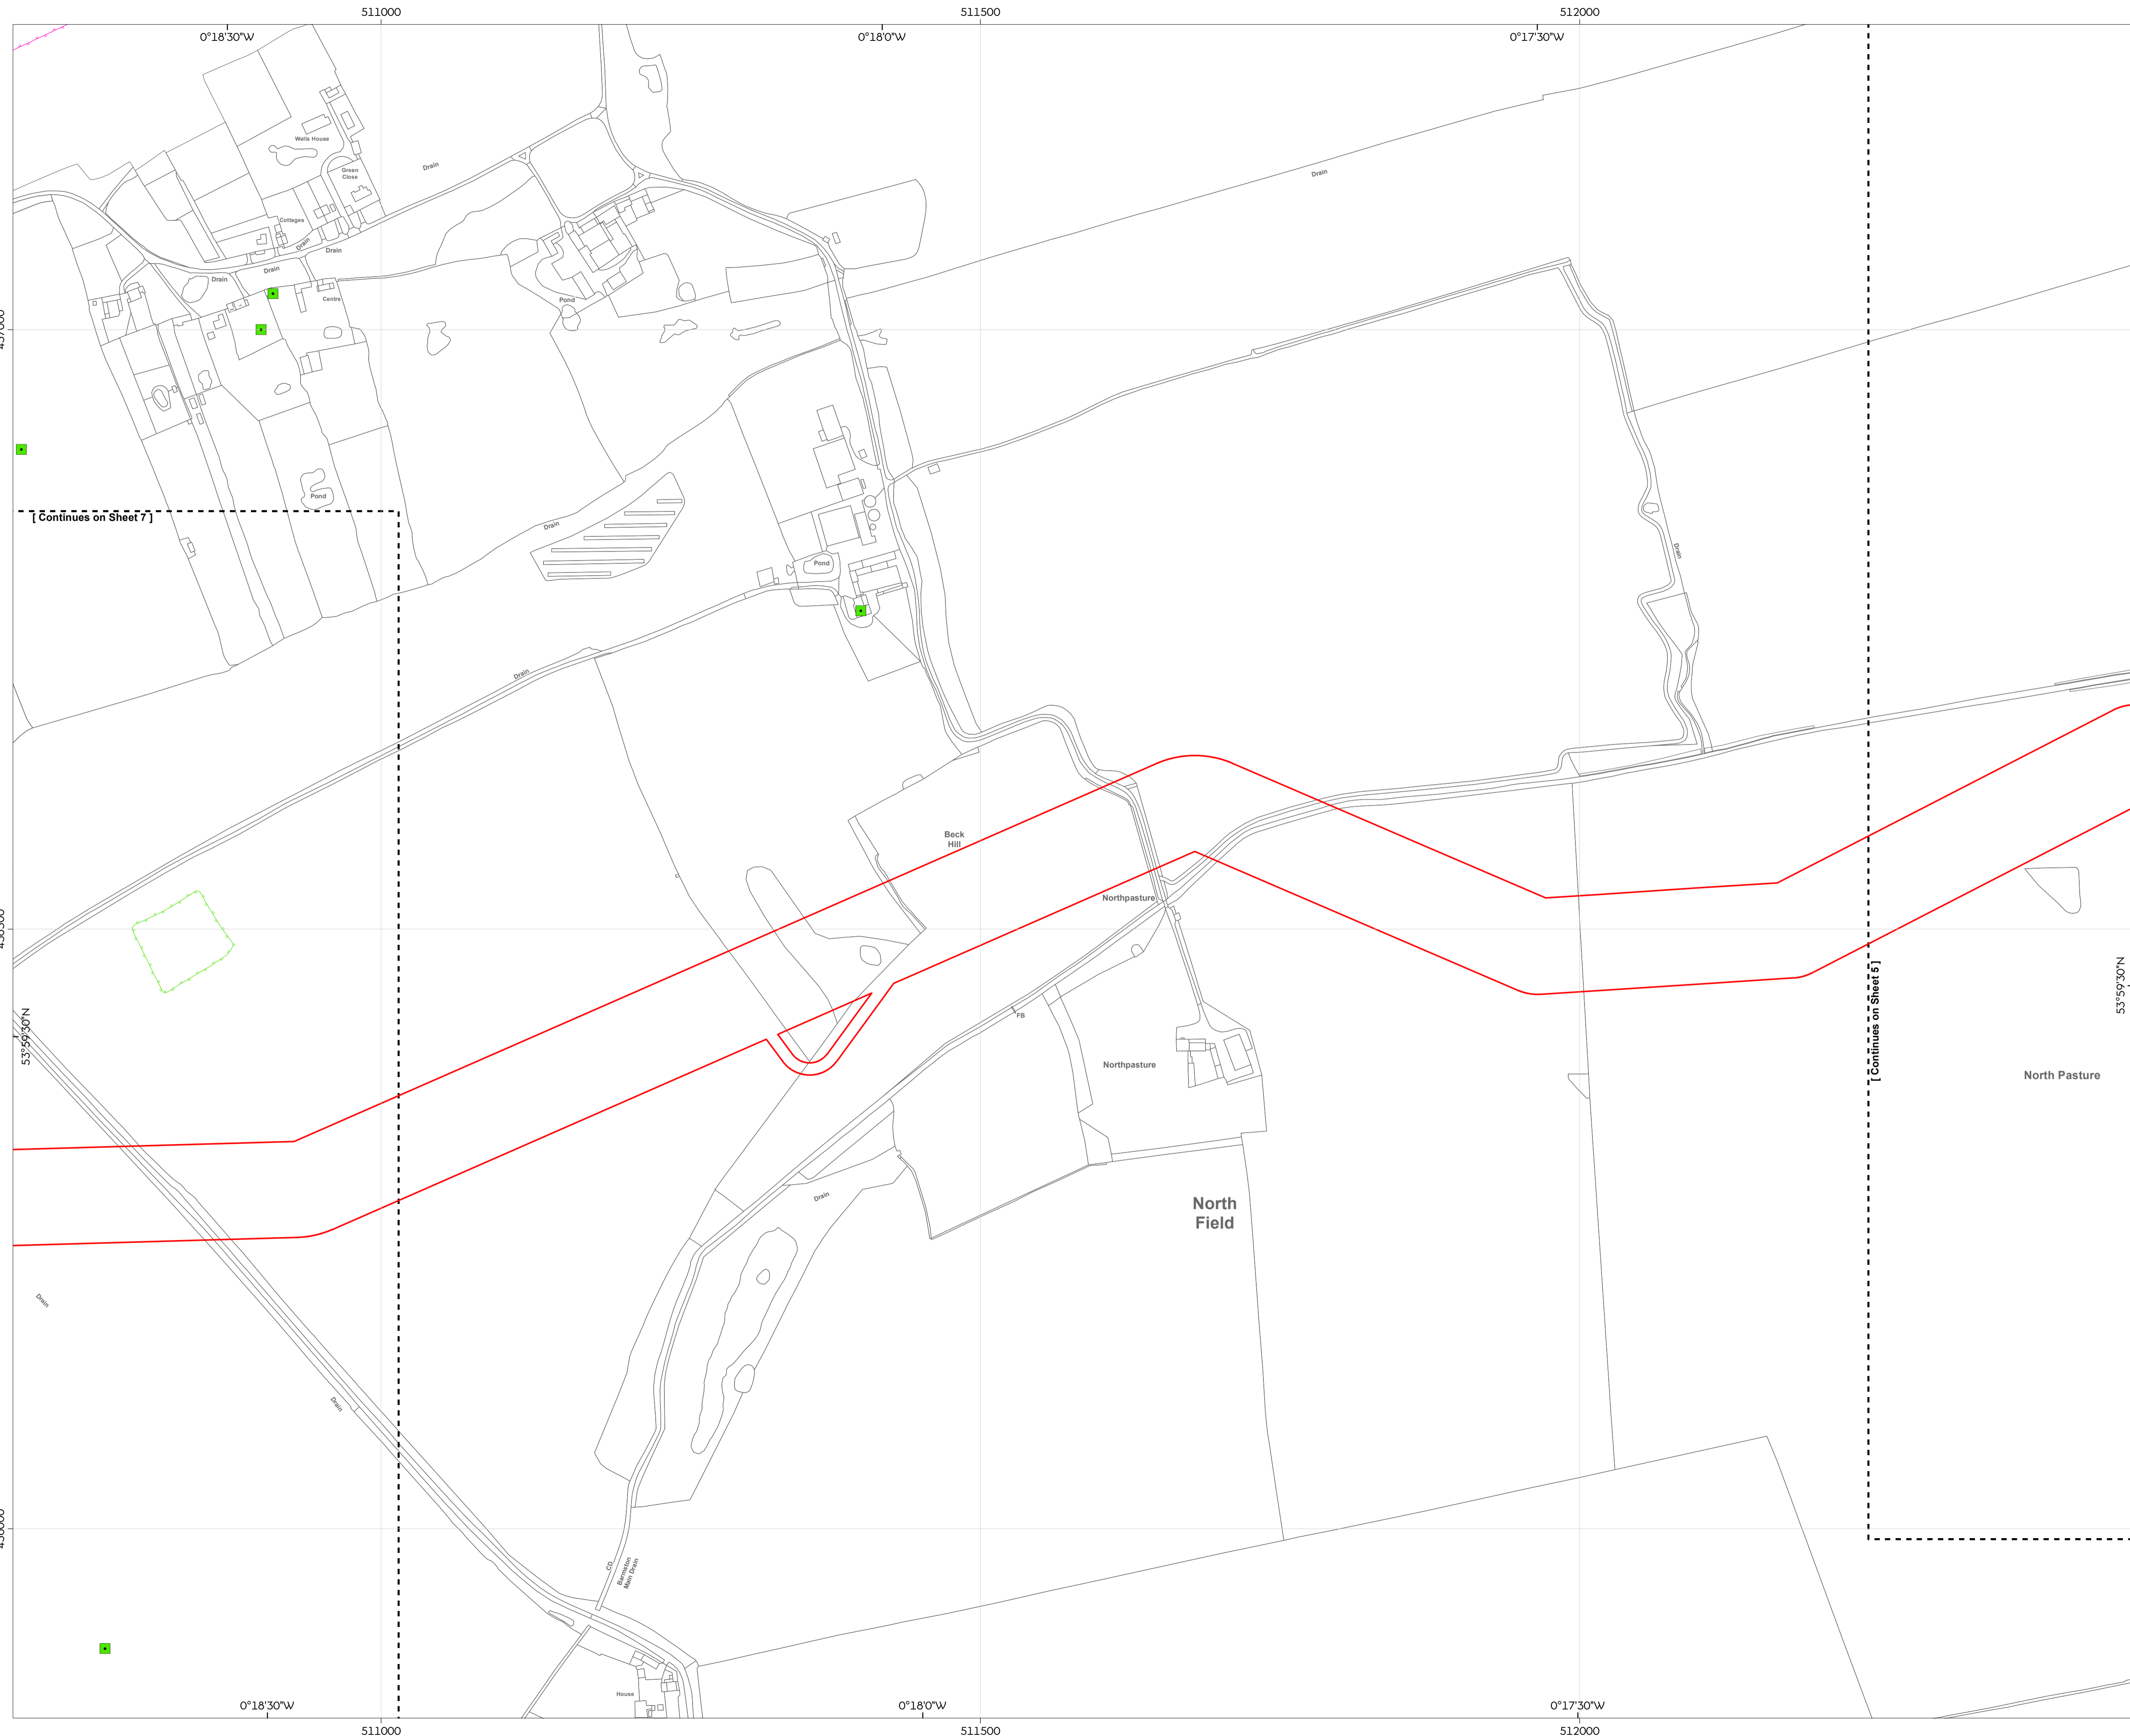 511000
511500
512000
0°18'30"W
0°18'0"W
0°17'30"W
Wells House
Drain
Green
Close
Drain
Cottages
Drain
Drain
Drain
Drain
Centre
Pond
Pond
[ Continues on Sheet 7 ]
Drain
Drain
Pond
Drain
Beck
Hill
Northpasture
53°59'30"N
53°59'30"N
[ Continues on Sheet 5 ]
FB
Northpasture
North Pasture
Drain
North
Field
Drain
Drain
CD
Barmston
Main Drain
House
0°18'30"W
0°18'0"W
0°17'30"W
511000
511500
512000